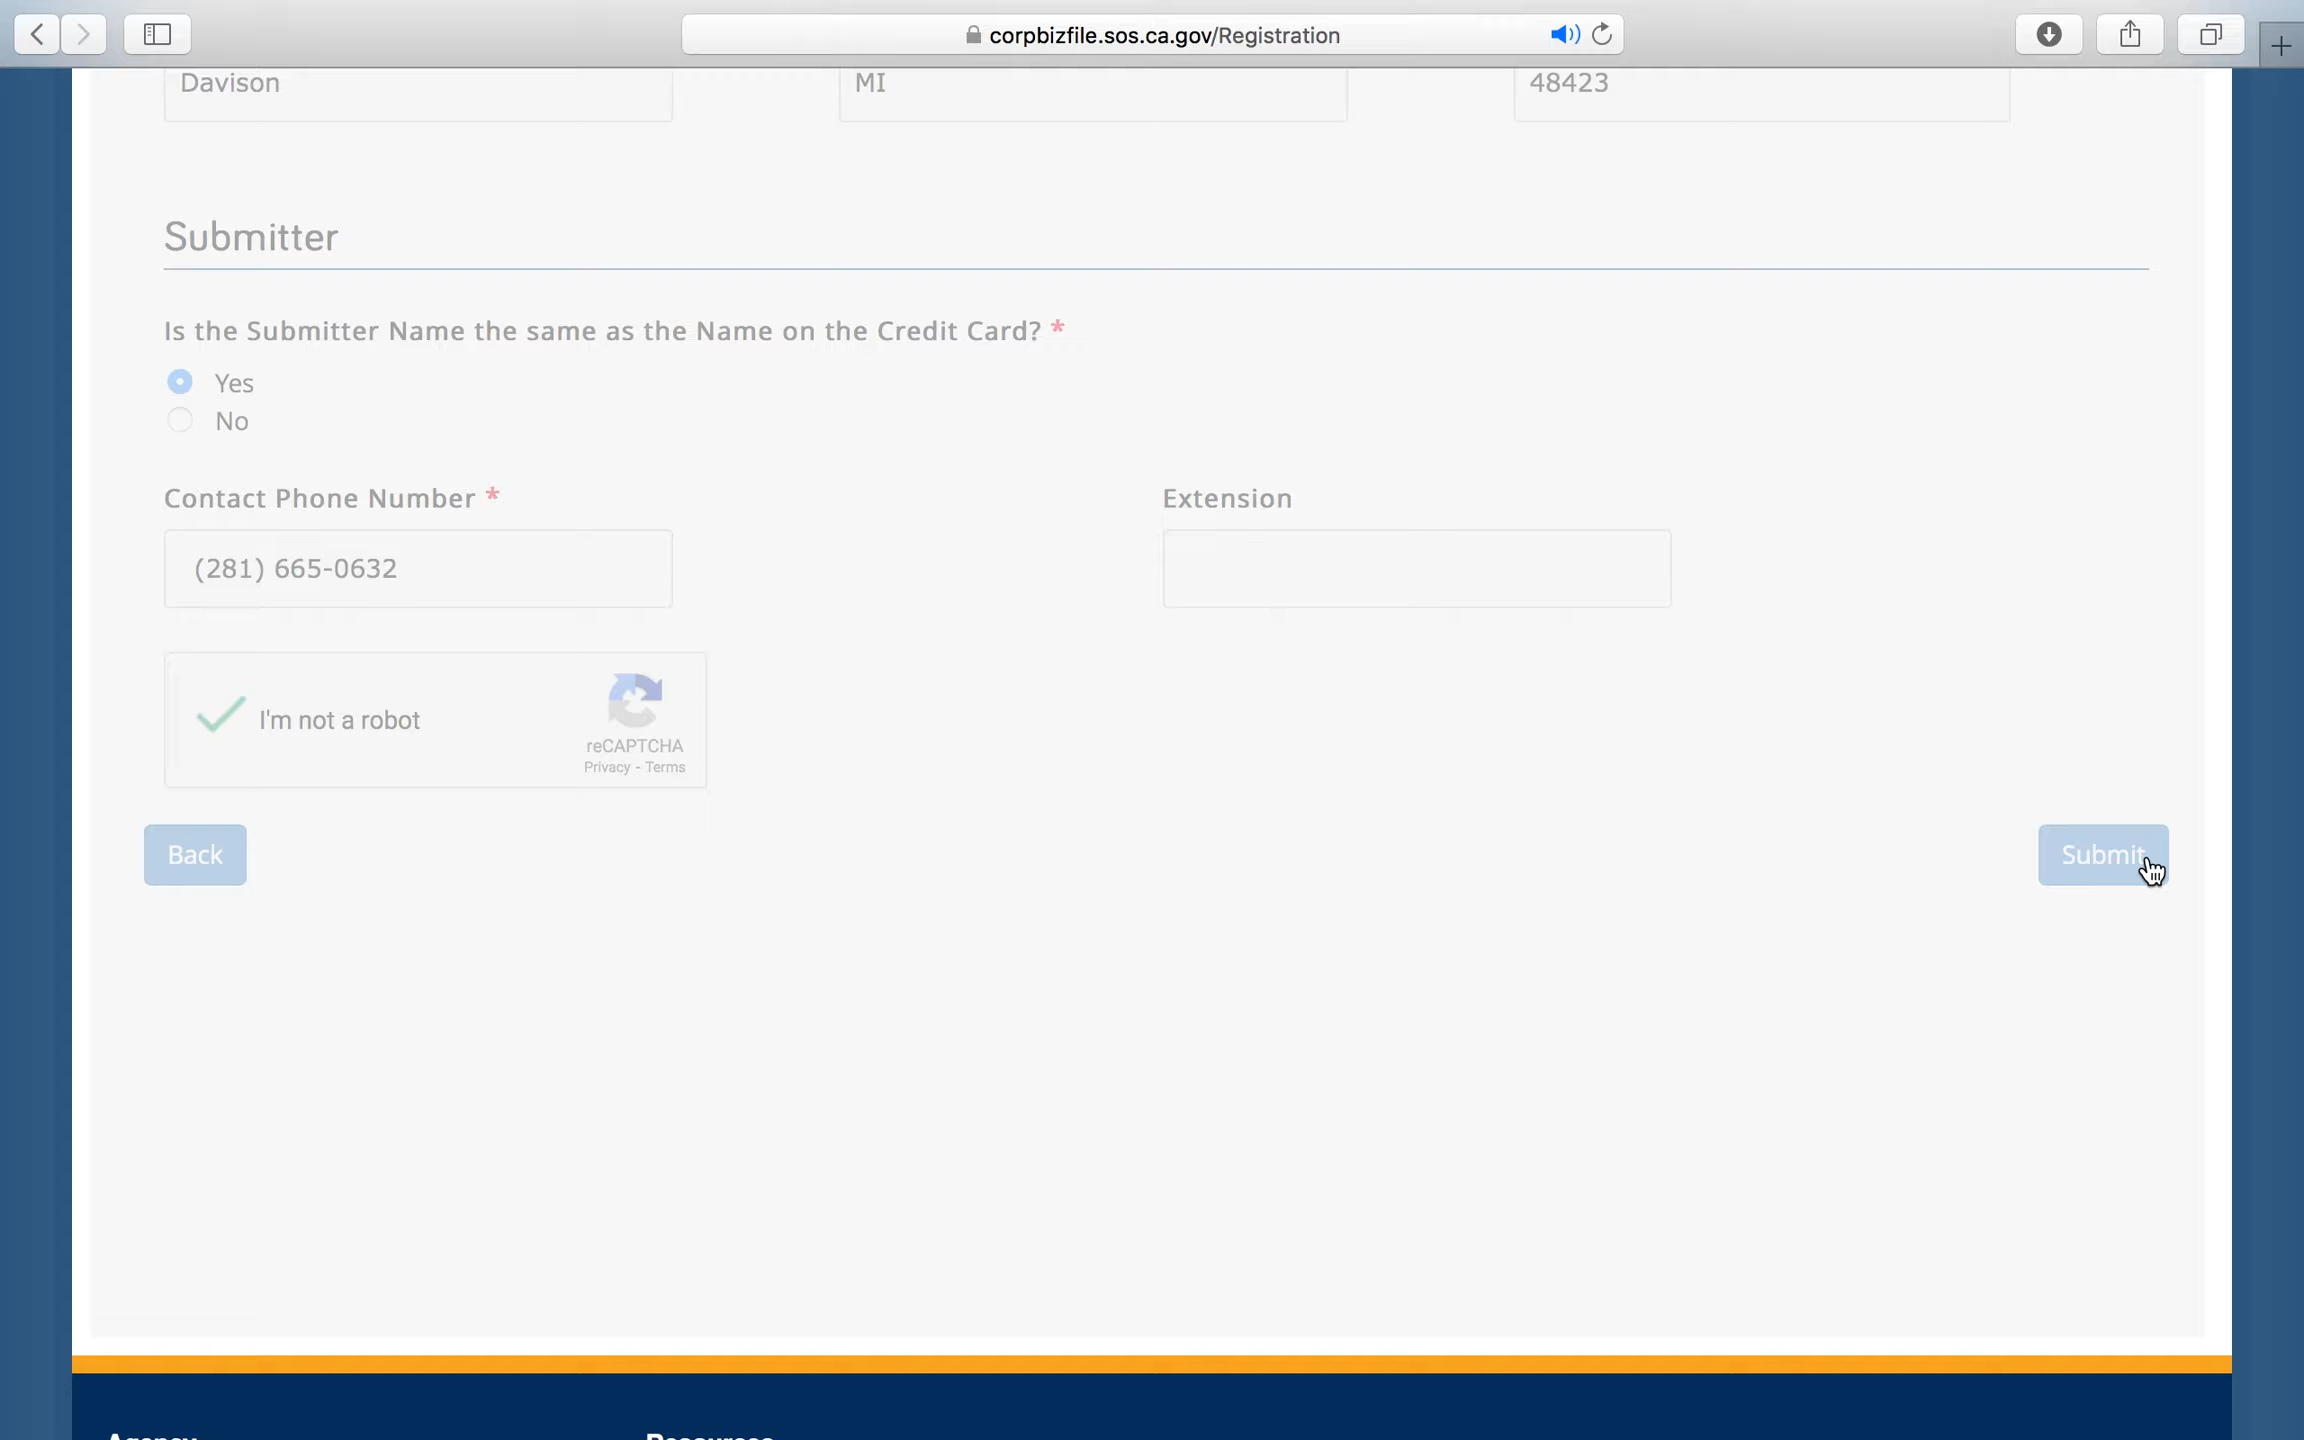 corpbizfile.sos.ca.gov/Registration
Davison
MI
48423
Submitter
Is the Submitter Name the same as the Name on the Credit Card? *
Yes
No
Contact Phone Number *
Extension
(281) 665-0632
I'm not a robot
reCAPTCHA
Privacy - Terms
Back
Submit
Agency
Resources